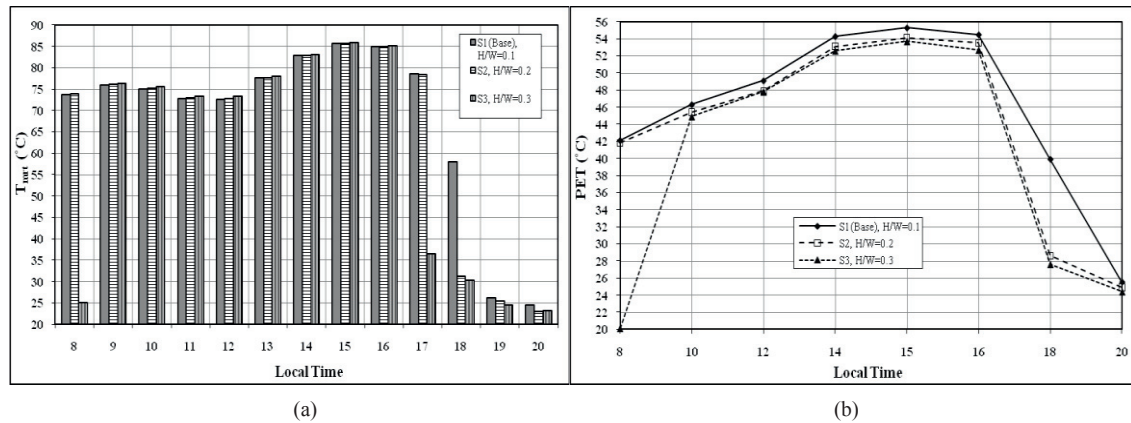 90
85
80
75
70
65
60
55
50
45
40
35
30
25
20
T_mrt (˚C)
S1(Base), H/W=0.1
S2, H/W=0.2
S3, H/W=0.3
8 9 10 11 12 13 14 15 16 17 18 19 20
Local Time
(a)
56
54
52
50
48
46
44
42
40
38
36
34
32
30
28
26
24
22
20
PET (˚C)
S1(Base), H/W=0.1
S2, H/W=0.2
S3, H/W=0.3
8 10 12 14 15 16 18 20
Local Time
(b)